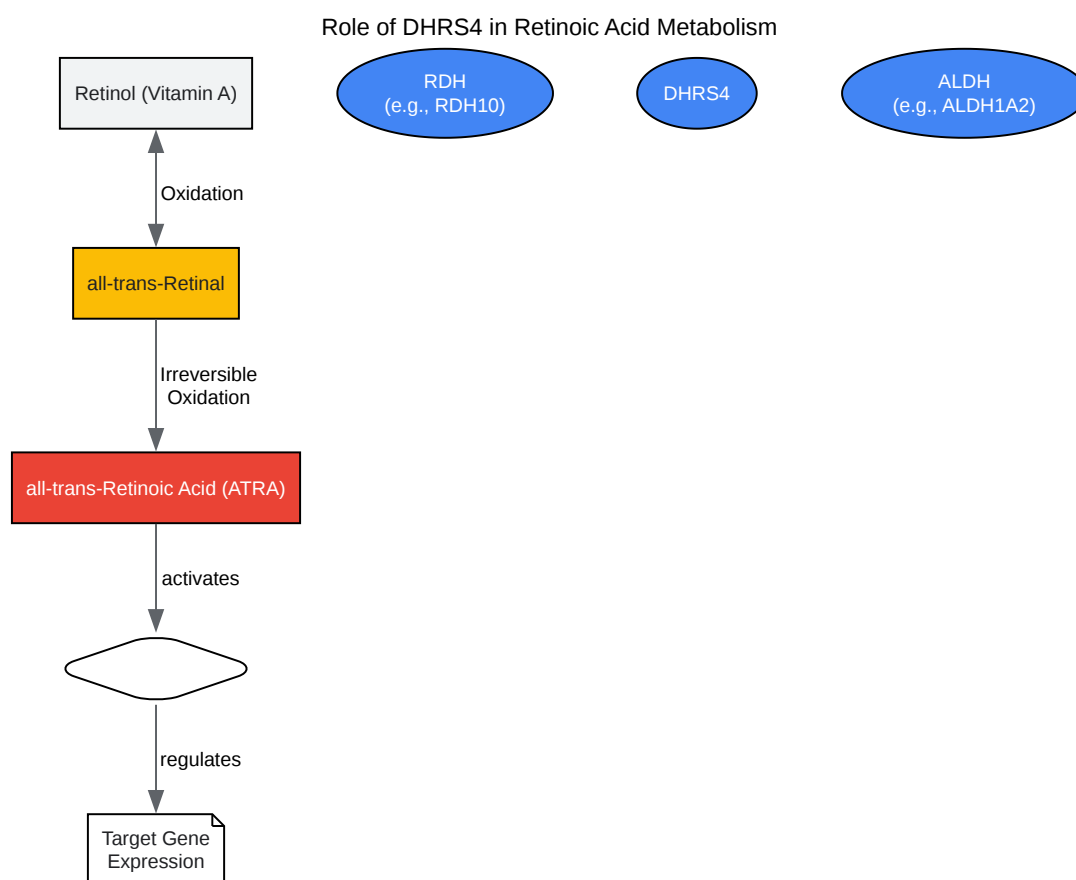 Role of DHRS4 in Retinoic Acid Metabolism
Retinol (Vitamin A)
RDH
(e.g., RDH10)
DHRS4
ALDH
(e.g., ALDH1A2)
Oxidation
all-trans-Retinal
Irreversible
Oxidation
all-trans-Retinoic Acid (ATRA)
activates
regulates
Target Gene
Expression